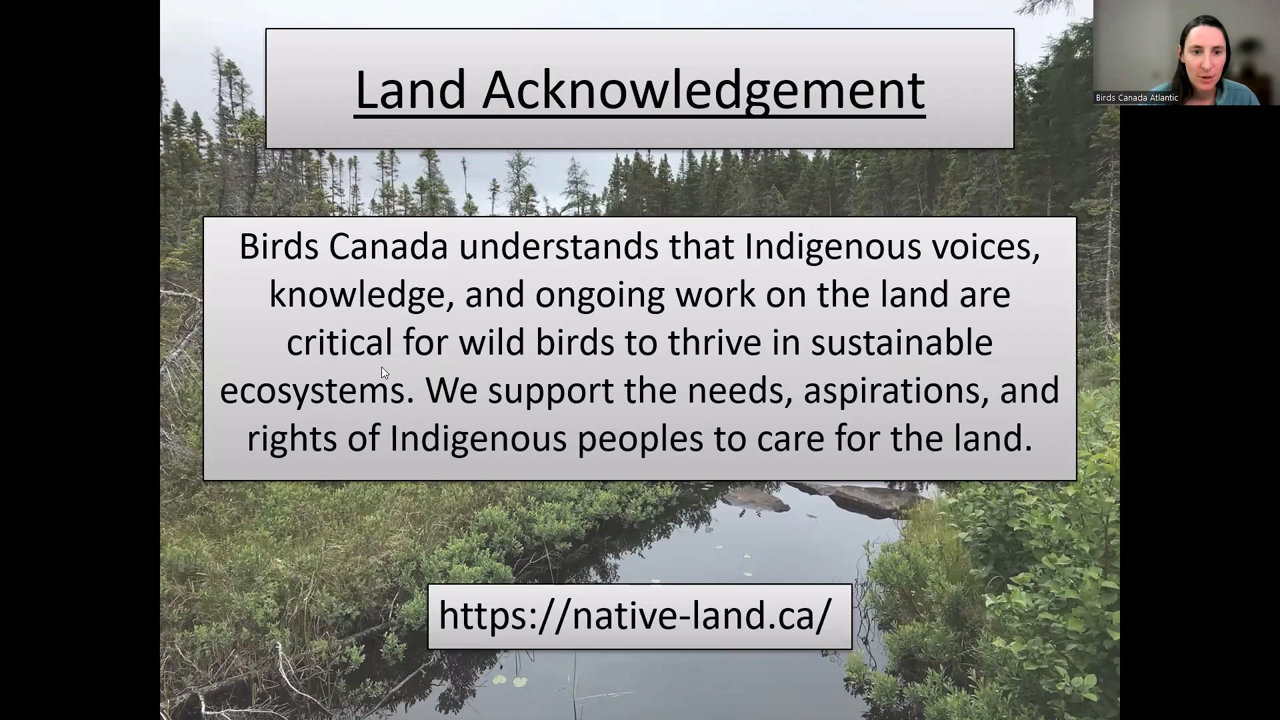 Land Acknowledgement
Birds Canada Atlantic
Birds Canada understands that Indigenous voices,
knowledge, and ongoing work on the land are
critical for wild birds to thrive in sustainable
ecosystems. We support the needs, aspirations, and
rights of Indigenous peoples to care for the land.
https://native-land.ca/